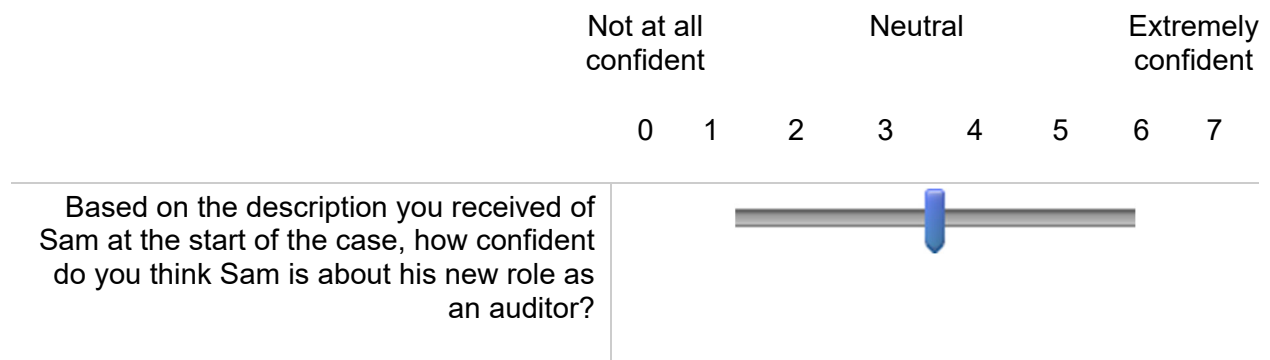 Not at all confident
Neutral
Extremely confident
0 1 2 3 4 5 6 7
Based on the description you received of
Sam at the start of the case, how confident
do you think Sam is about his new role as
an auditor?